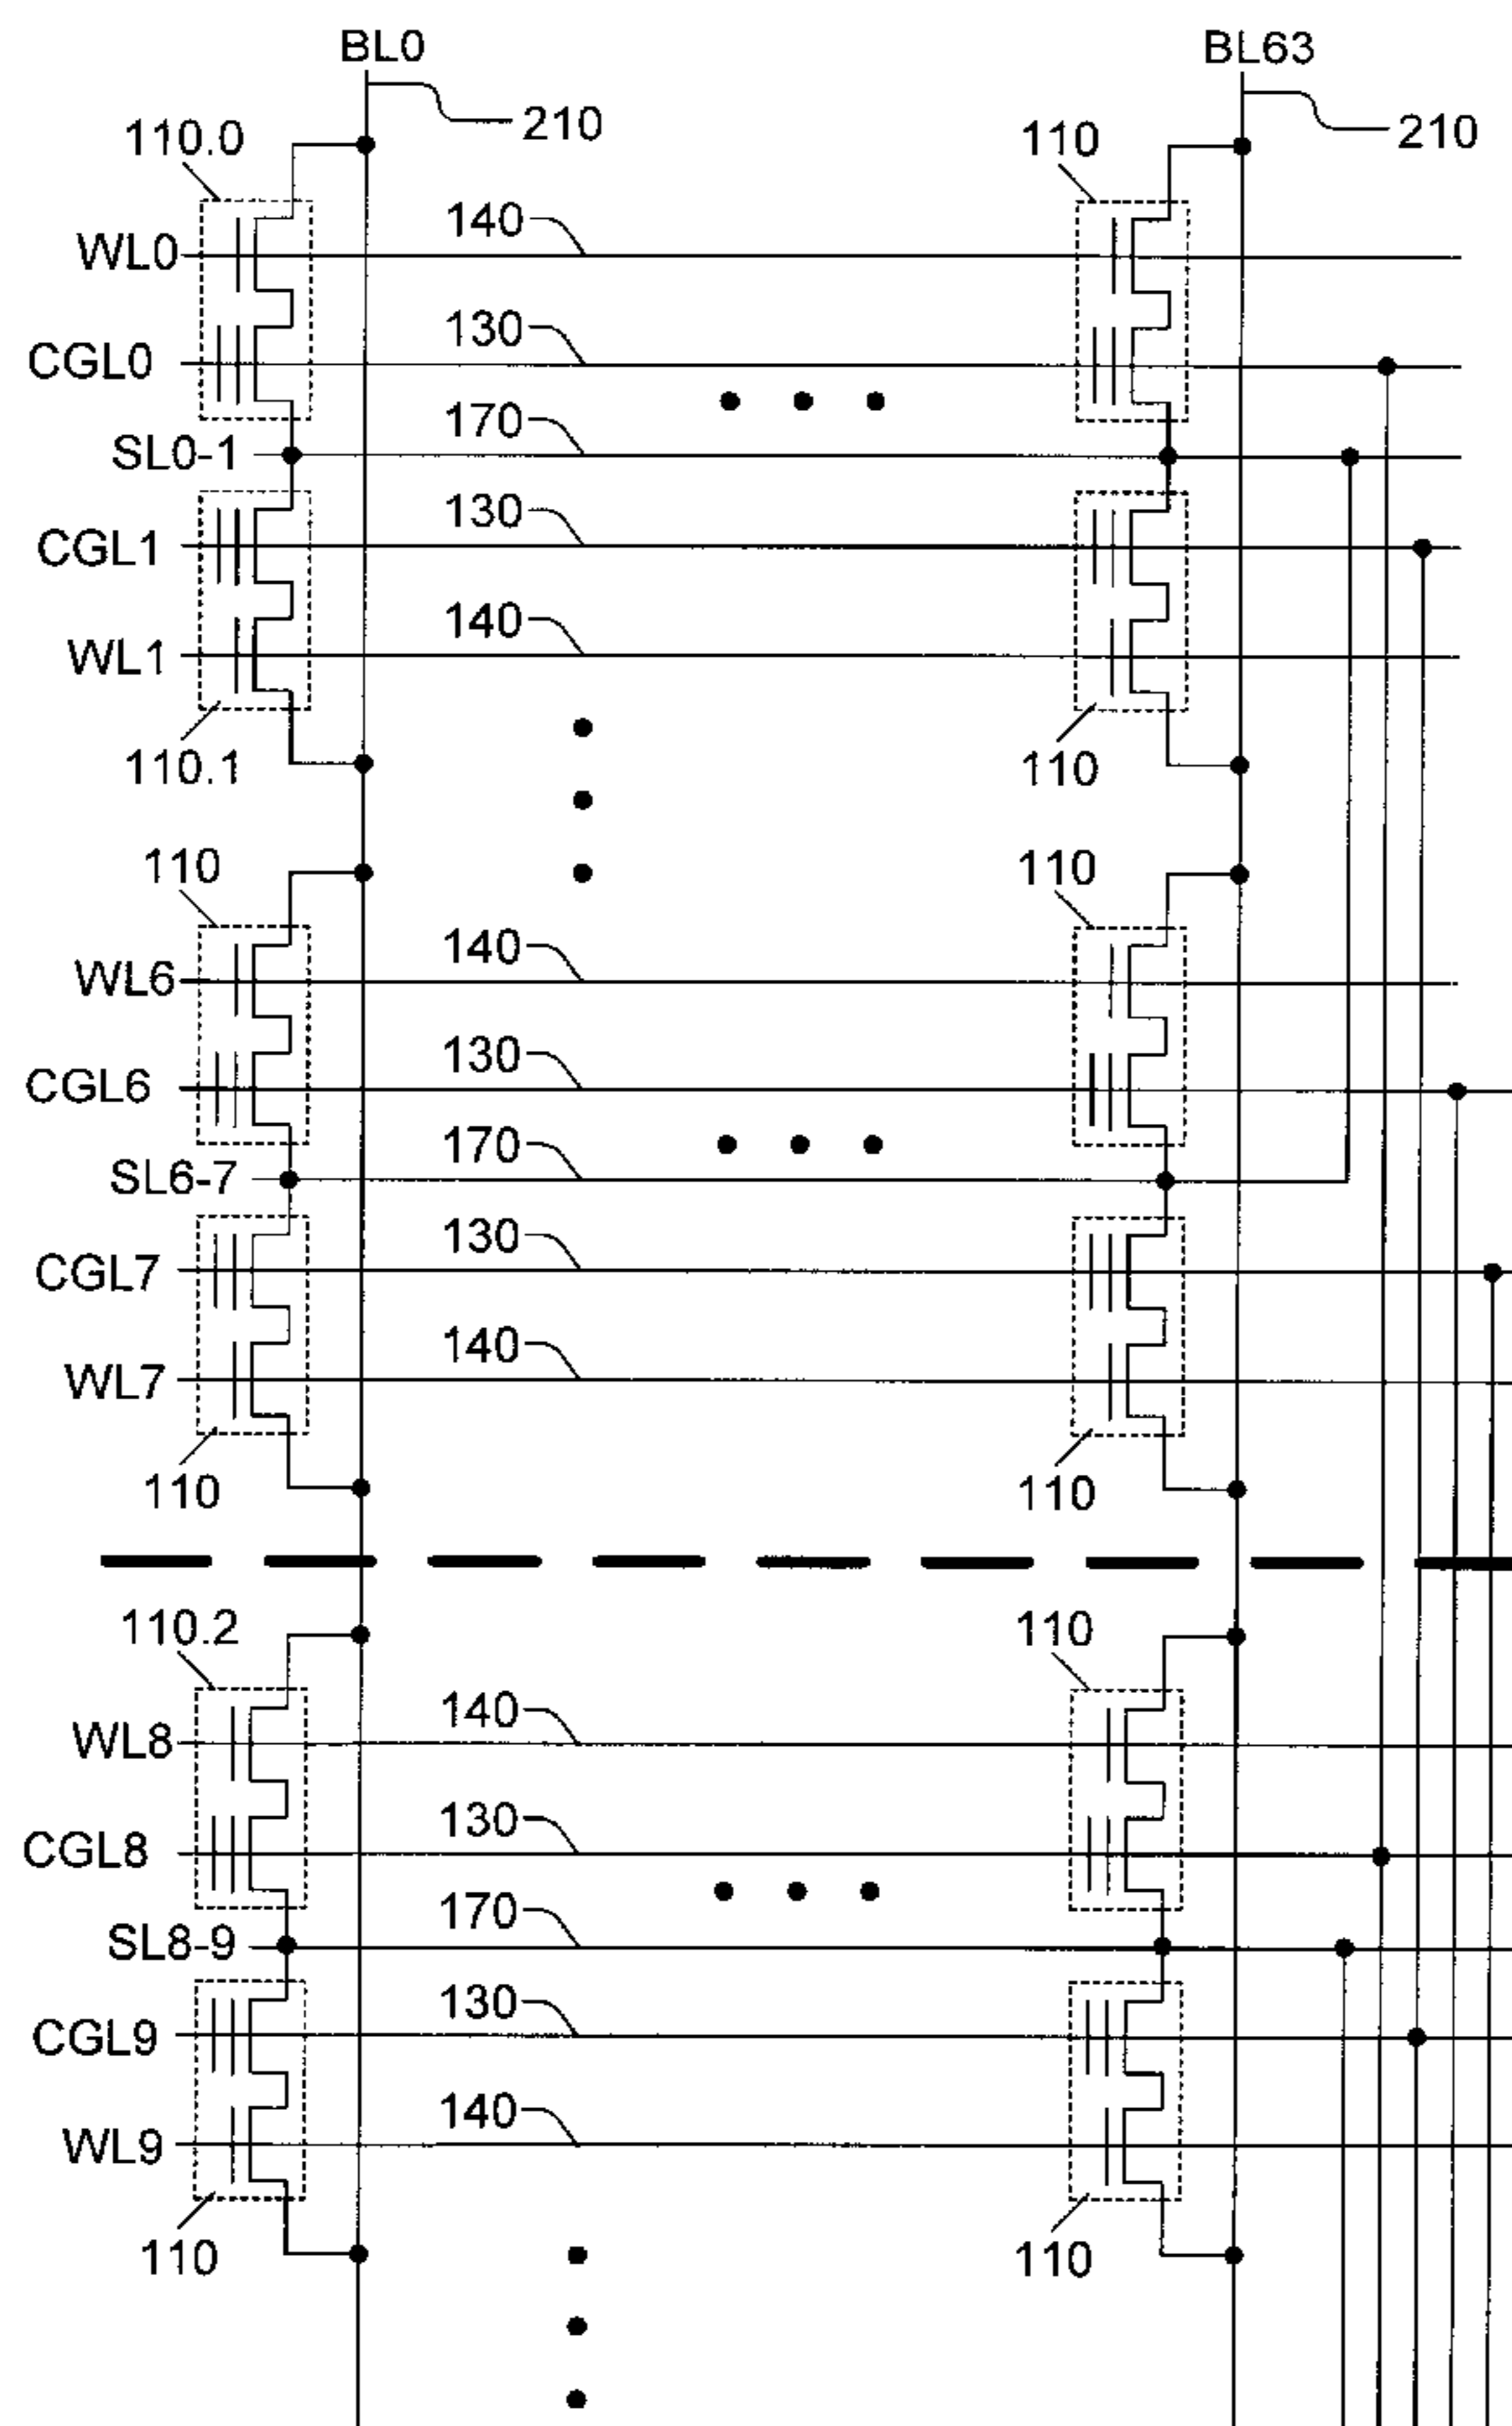 BL0 BL63
210 210
110.0 110
WL0 140
CGL0 130
SL0-1 170
CGL1 130
WL1 140
110.1 110
110 110
WL6 140
CGL6 130
SL6-7 170
CGL7 130
WL7 140
110 110
110.2 110
WL8 140
CGL8 130
SL8-9 170
CGL9 130
WL9 140
110 110